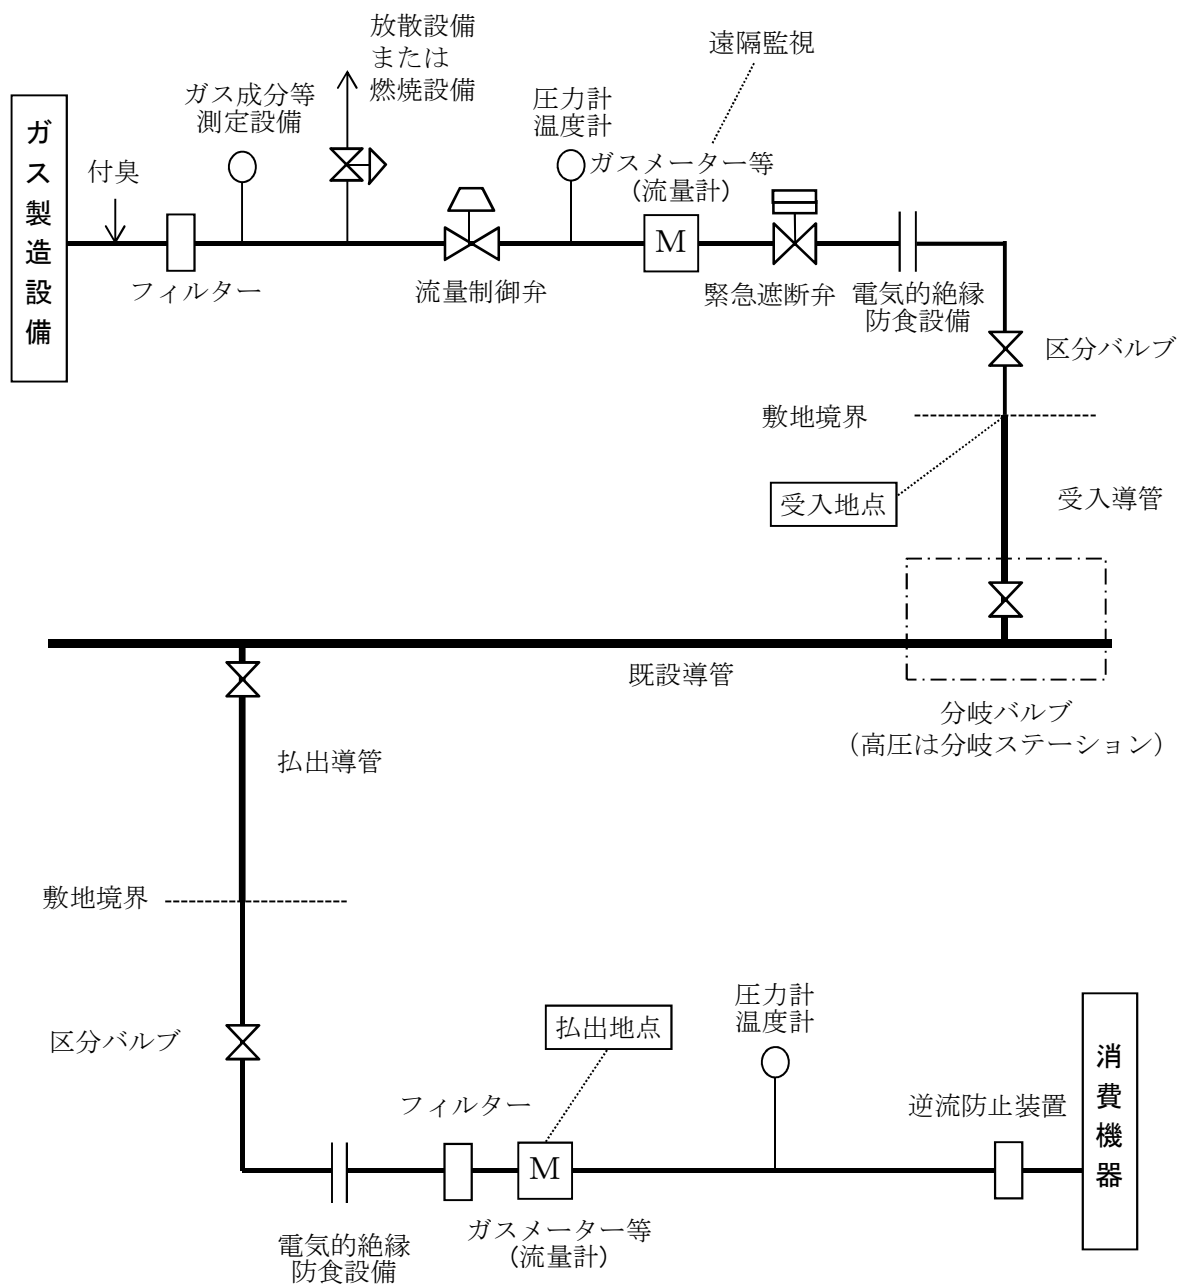 放散設備
または
燃焼設備
遠隔監視
ガス成分等
測定設備
圧力計
温度計
ガス製造設備
付臭
ガスメーター等
(流量計)
M
フィルター
流量制御弁
緊急遮断弁
電気的絶縁
防食設備
区分バルブ
敷地境界
受入地点
受入導管
既設導管
分岐バルブ
（高圧は分岐ステーション）
払出導管
敷地境界
区分バルブ
払出地点
圧力計
温度計
消費機器
フィルター
逆流防止装置
M
ガスメーター等
(流量計)
電気的絶縁
防食設備